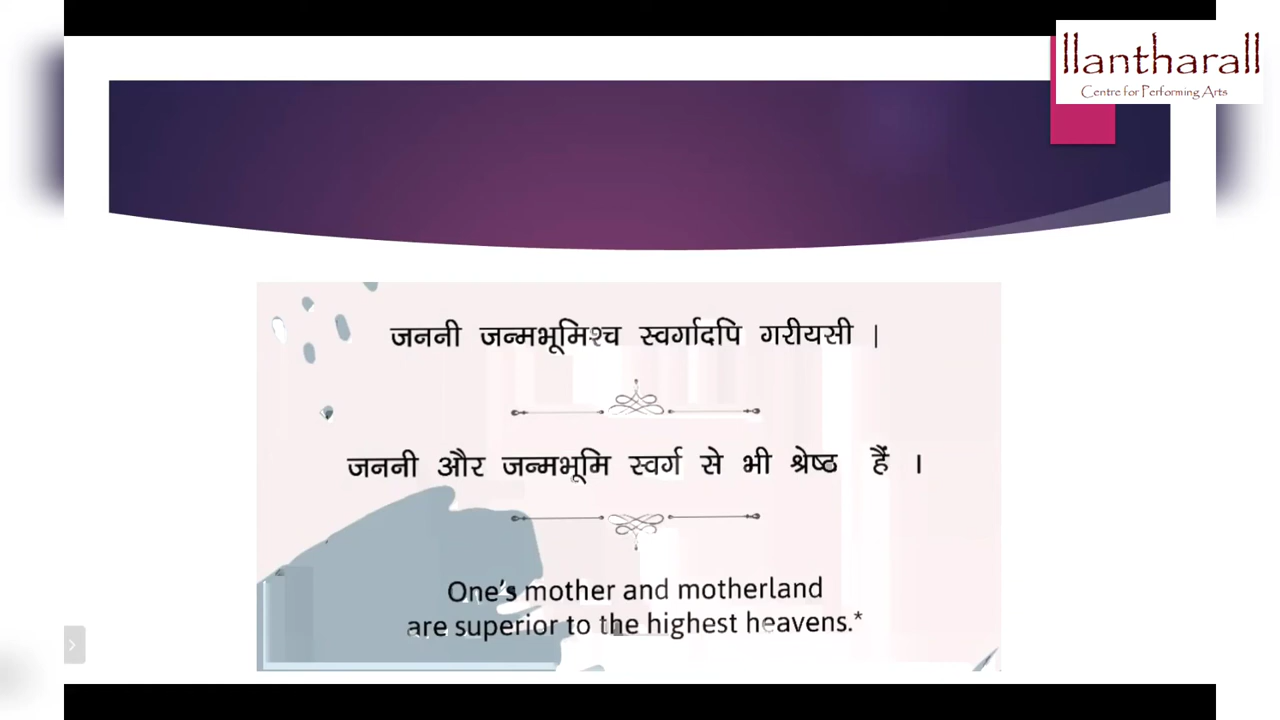 llantharall
Centre for Performing Arts
जननी जन्मभूमिश्च स्वर्गादपि गरीयसी |
जननी और जन्मभूमि स्वर्ग से भी श्रेष्ठ हैं ।
One's mother and motherland
are superior to the highest heavens.*